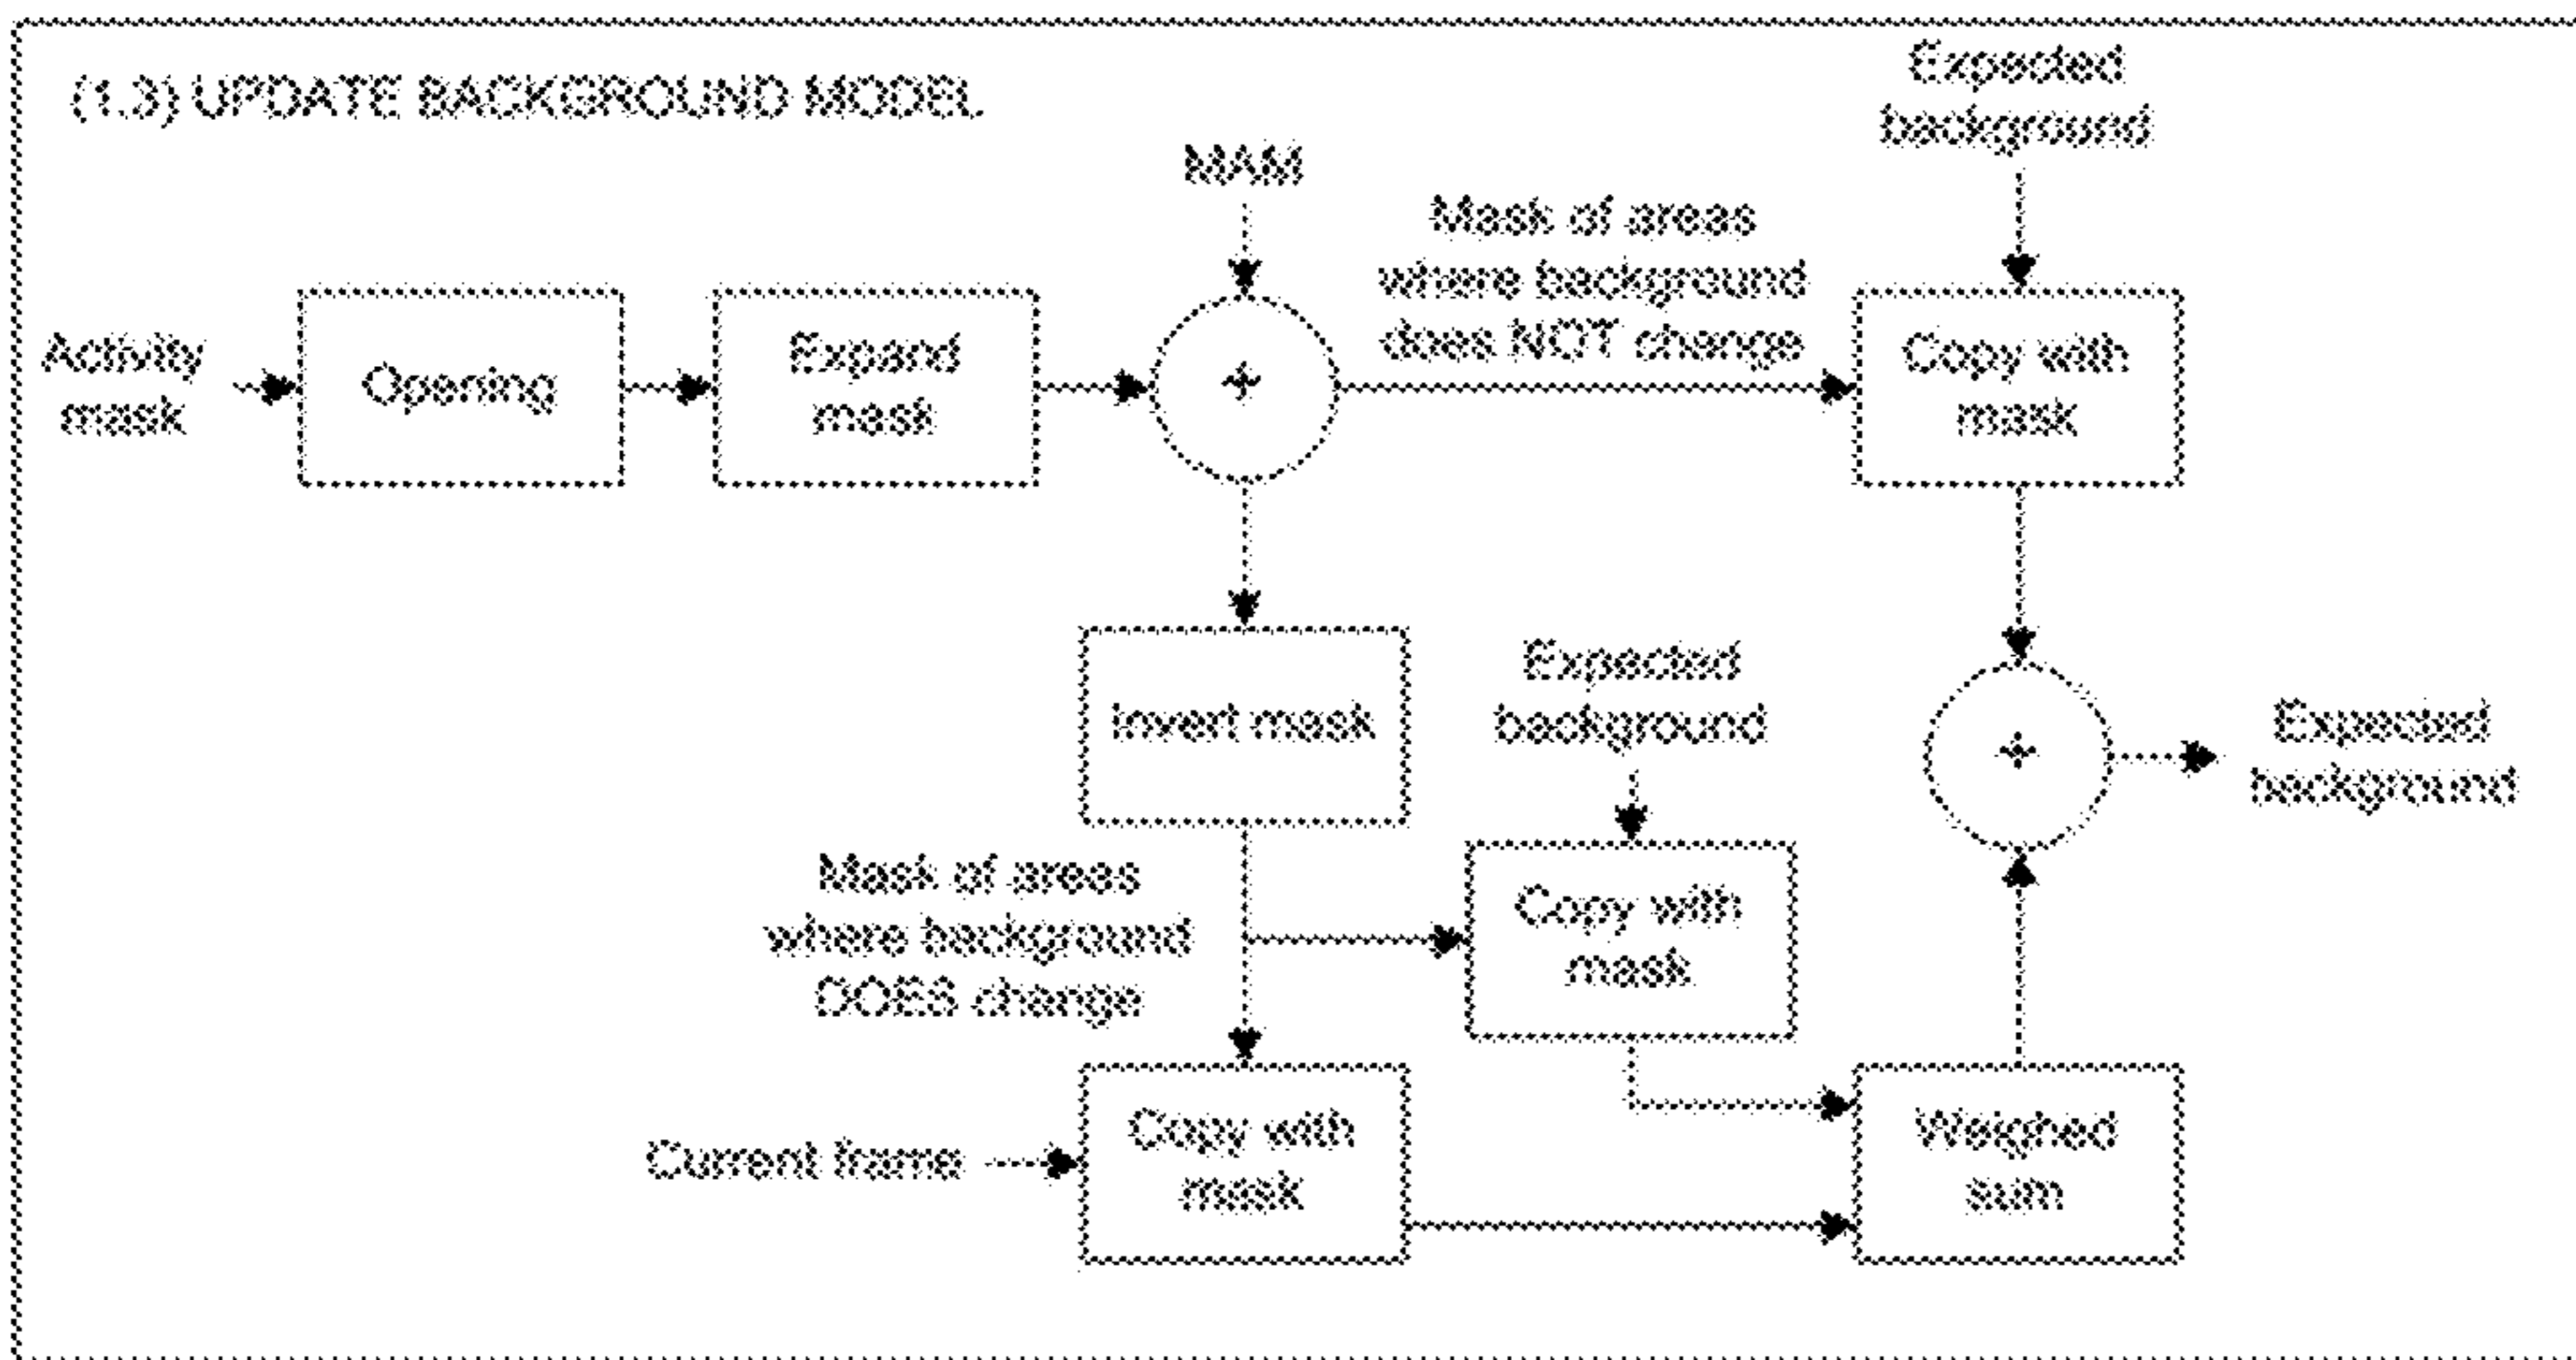 (1.3) UPDATE BACKGROUND MODEL
Expected
background
MAM
Mask of areas
where background
does NOT change
Activity
mask
Opening
Expand
mask
+
Copy with
mask
Invert mask
Expected
background
+
Expected
background
Mask of areas
where background
DOES change
Copy with
mask
Current frame
Copy with
mask
Weighed
sum